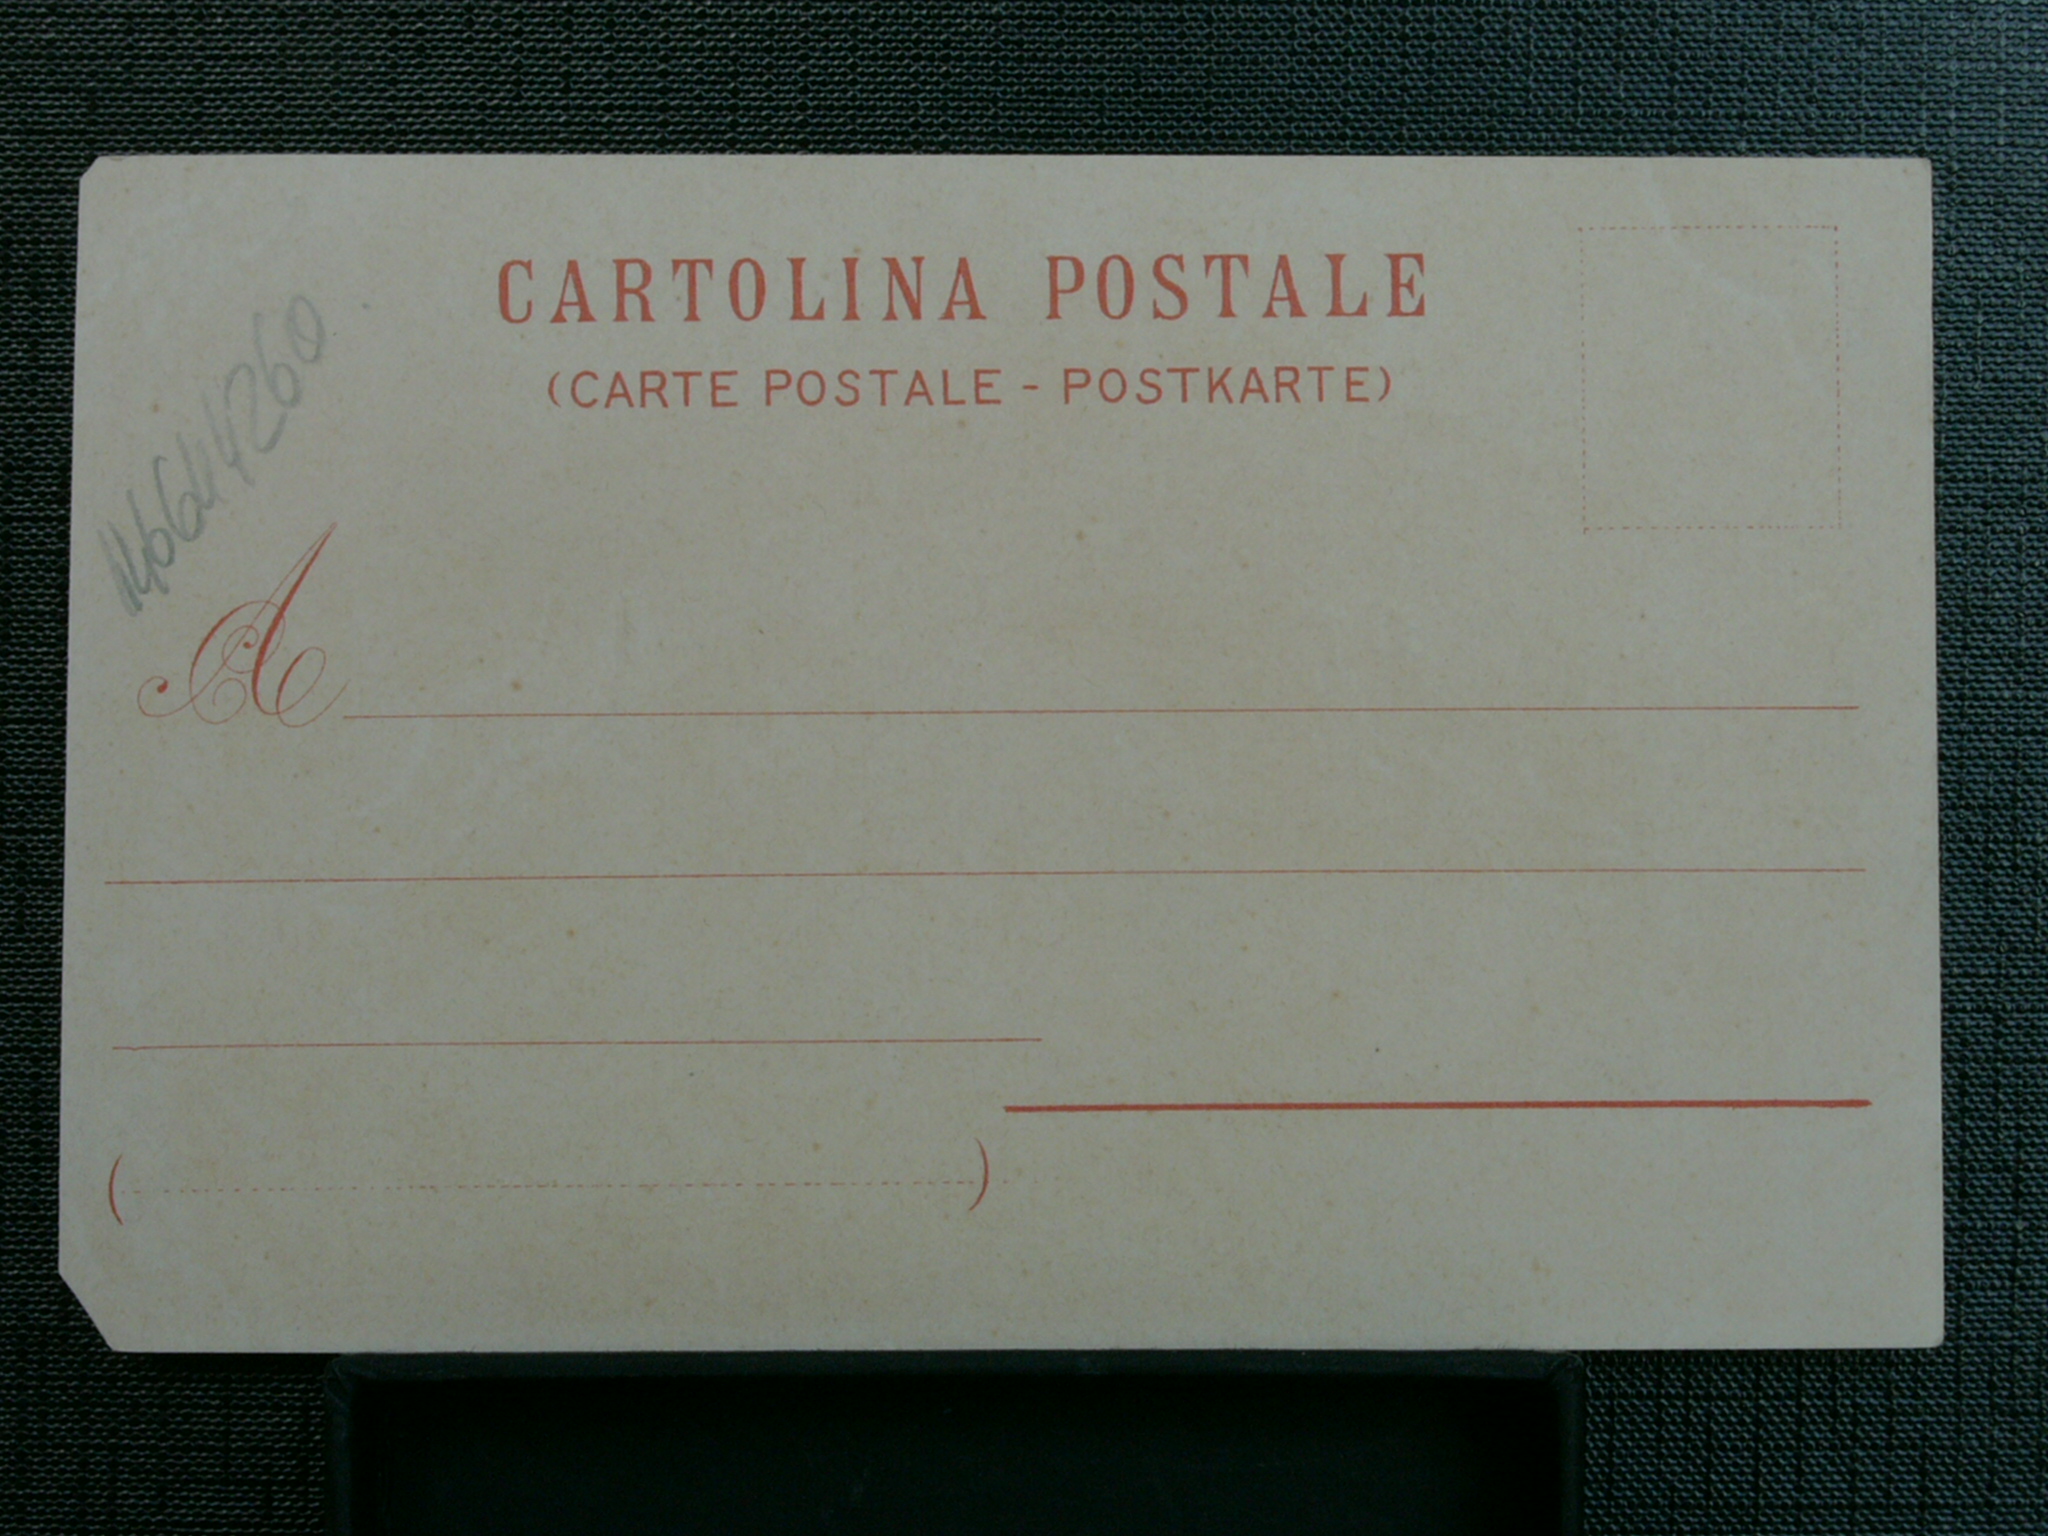 CARTOLINA POSTALE
(CARTE POSTALE - POSTKARTE)
A